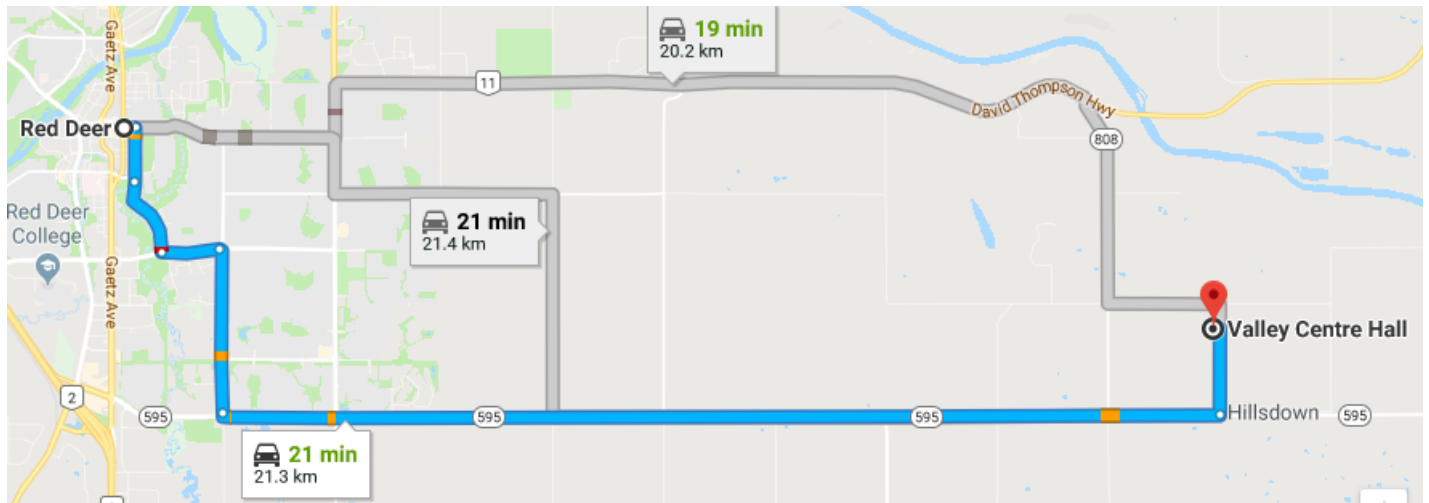 Gaetz Ave
19 min
20.2 km
11
David Thompson Hwy
Red Deer
808
Red Deer
College
21 min
21.4 km
Gaetz Ave
Valley Centre Hall
2
595
595
595
Hillsdown
595
21 min
21.3 km